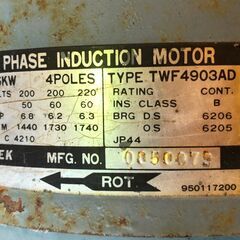 PHASE INDUCTION MOTOR
KW 4POLES TYPE TWF4903AD
LTS 200 200 220 RATING CONT.
50 60 60 INS CLASS B
P 6.8 6.2 6.3 BRG DS 6206
M 1440 1730 1740 OS 6205
C 4210 JP44
EK MFG. NO. 0050075
ROT.
950117200